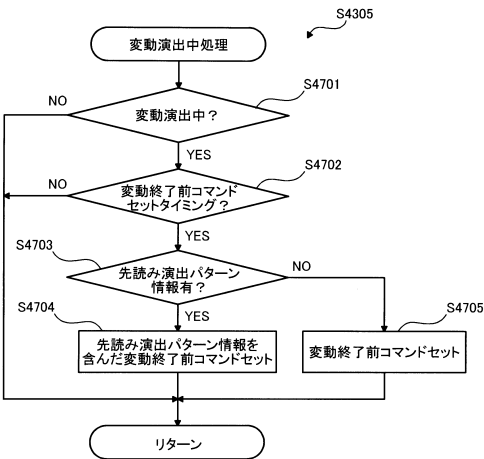 S4305
変動演出中処理
S4701
変動演出中？
NO
YES
S4702
変動終了前コマンド
セットタイミング？
NO
YES
S4703
先読み演出パターン
情報有？
NO
YES
S4704
先読み演出パターン情報を
含んだ変動終了前コマンドセット
S4705
変動終了前コマンドセット
リターン